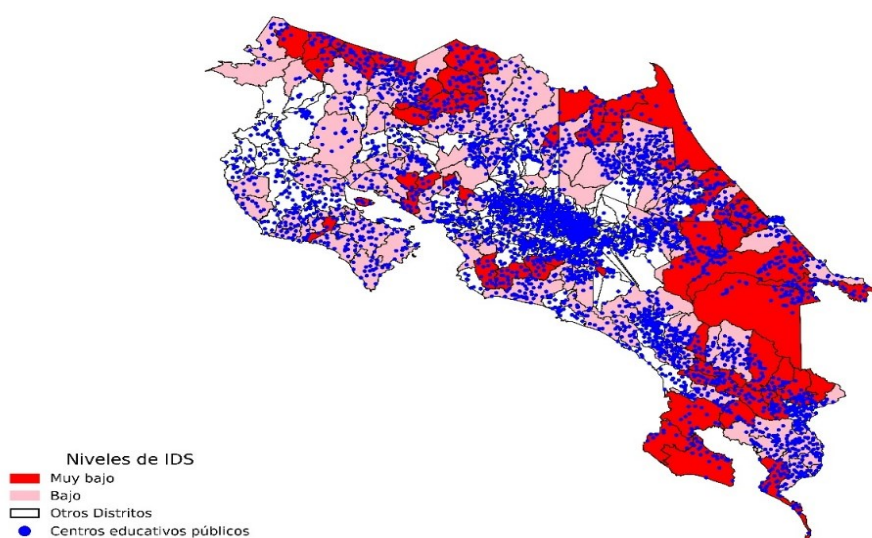 Niveles de IDS
Muy bajo
Bajo
Otros Distritos
Centros educativos públicos